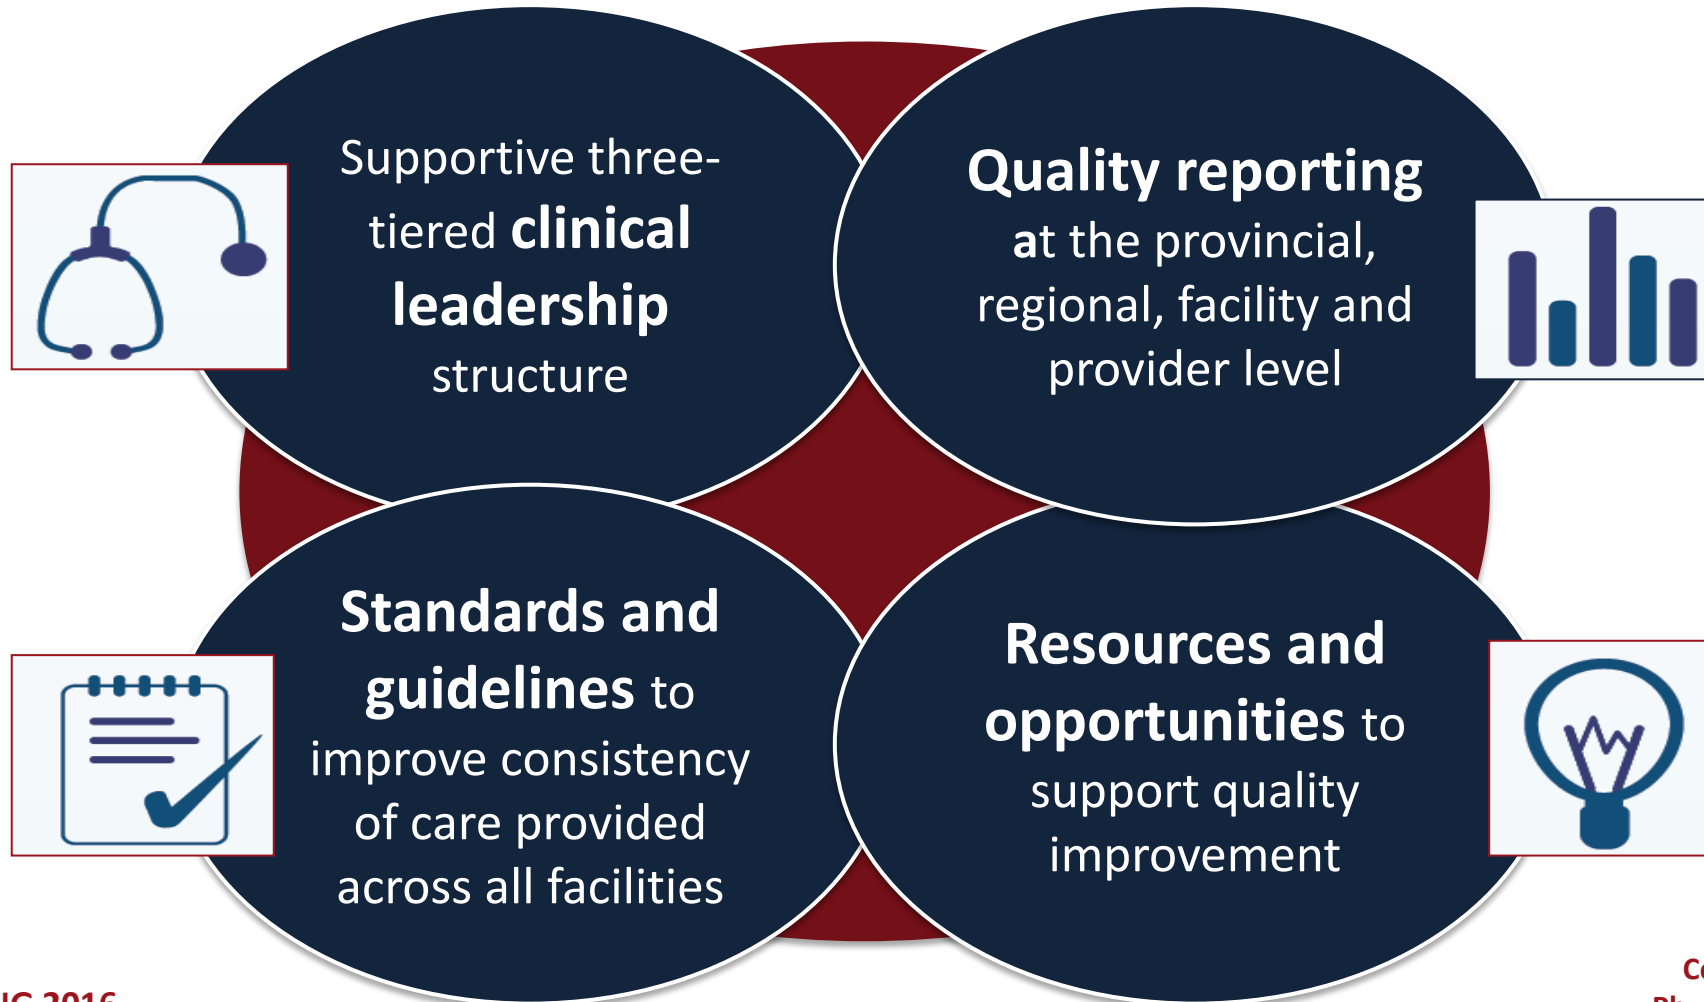 Supportive three-
tiered clinical
leadership
structure
Quality reporting
at the provincial,
regional, facility and
provider level
Standards and
guidelines to
improve consistency
of care provided
across all facilities
Resources and
opportunities to
support quality
improvement
2016